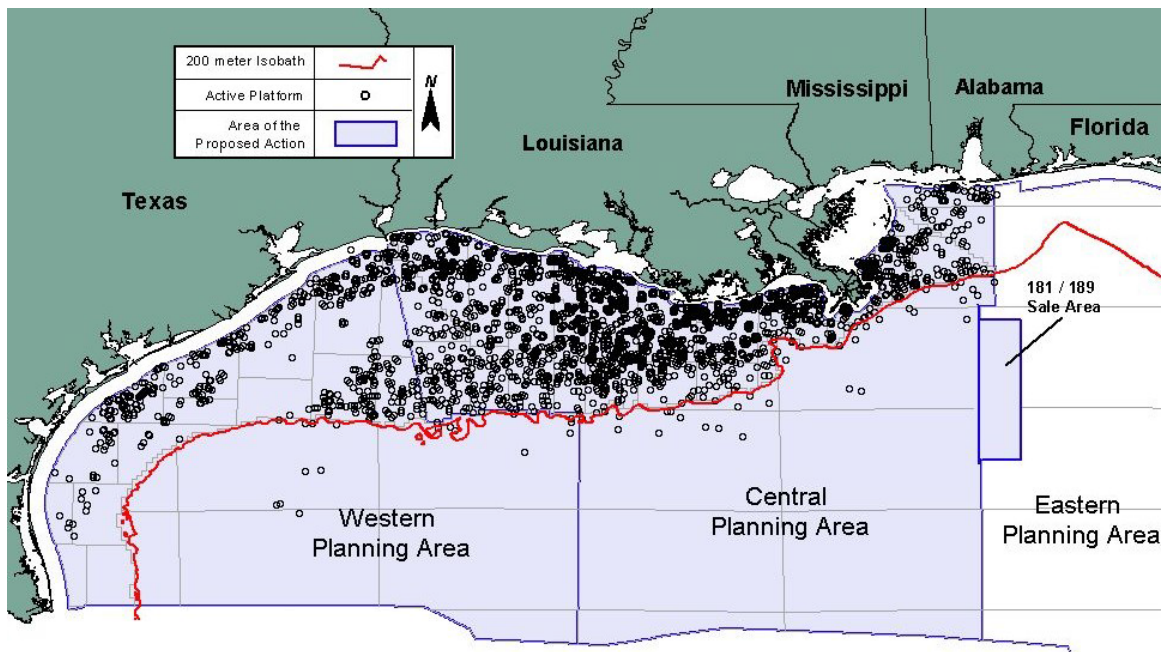 200 meter Isobath
Active Platform
Area of the
Proposed Action
N
Mississippi
Alabama
Florida
Louisiana
Texas
181 / 189
Sale Area
Western
Planning Area
Central
Planning Area
Eastern
Planning Area